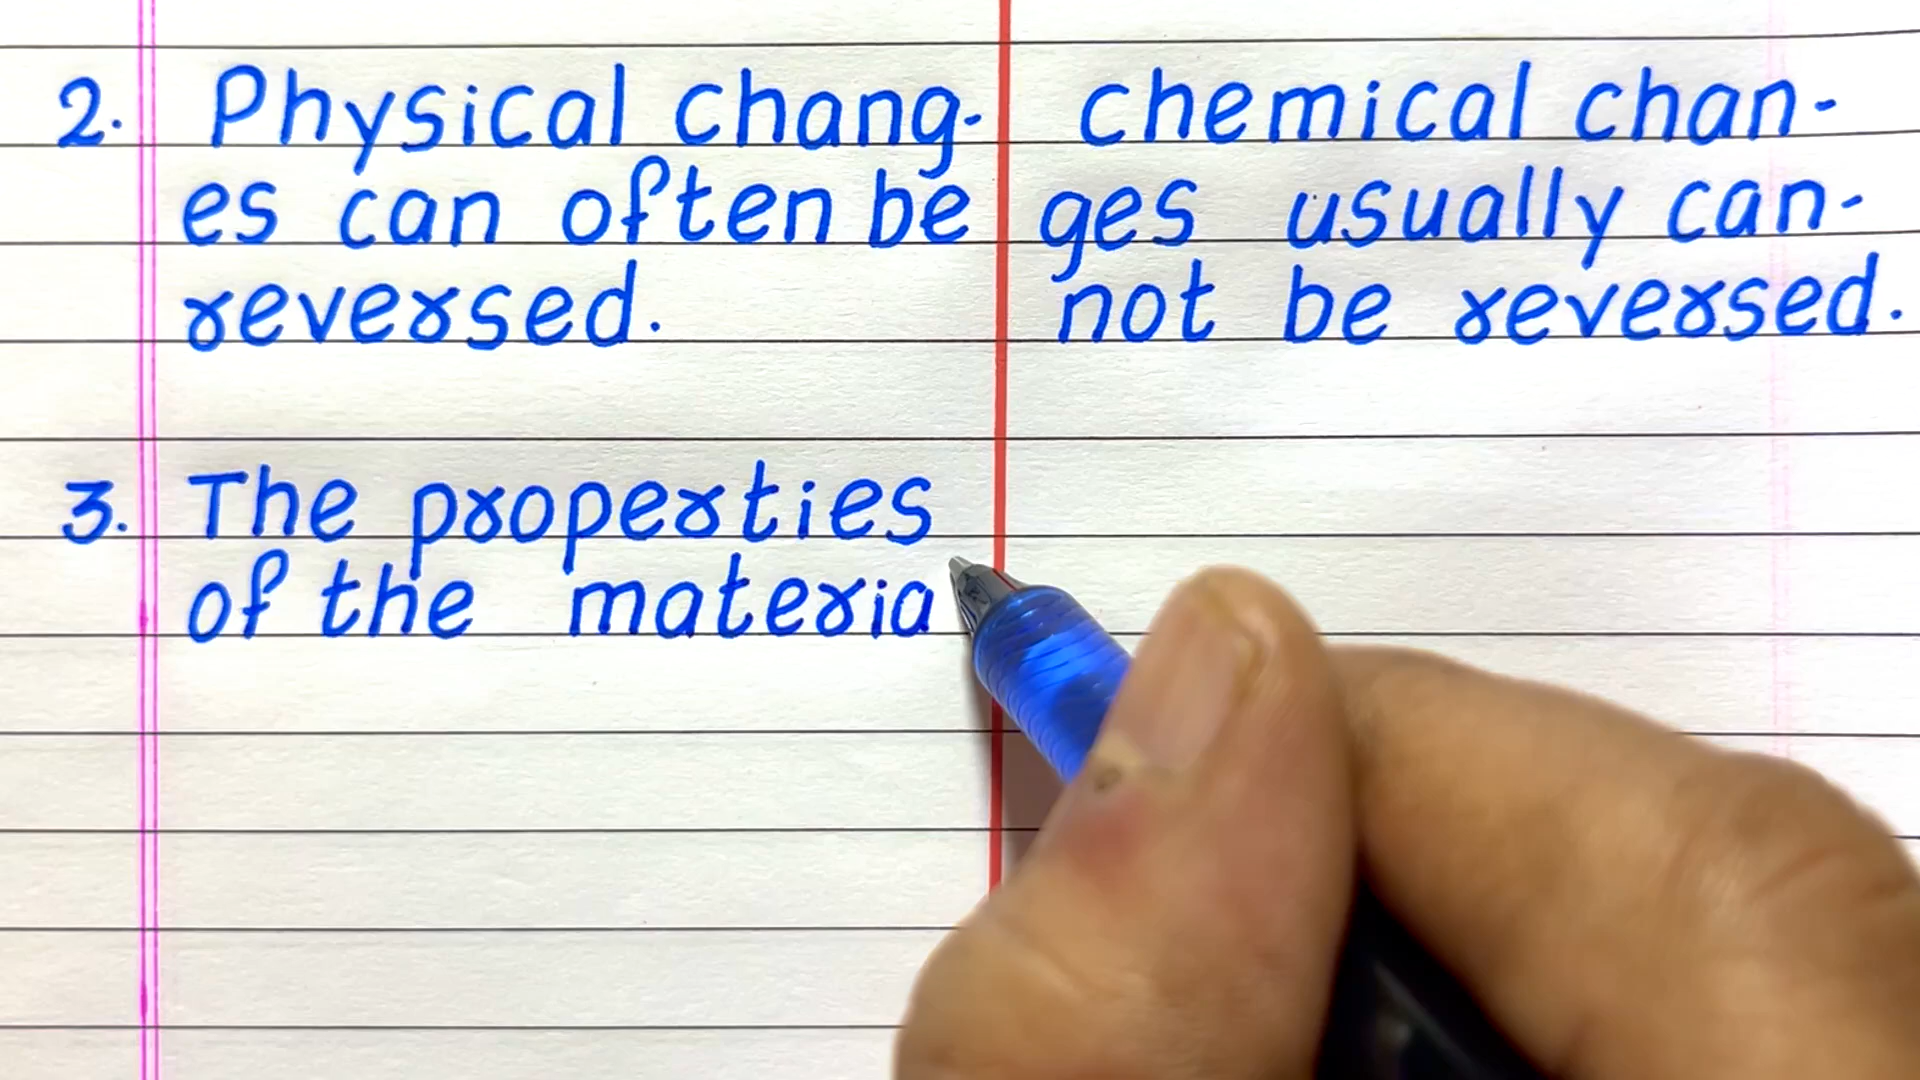 2. Physical chang-
es can often be
reversed.
chemical chan-
ges usually can-
not be reversed.
3. The properties
of the materia